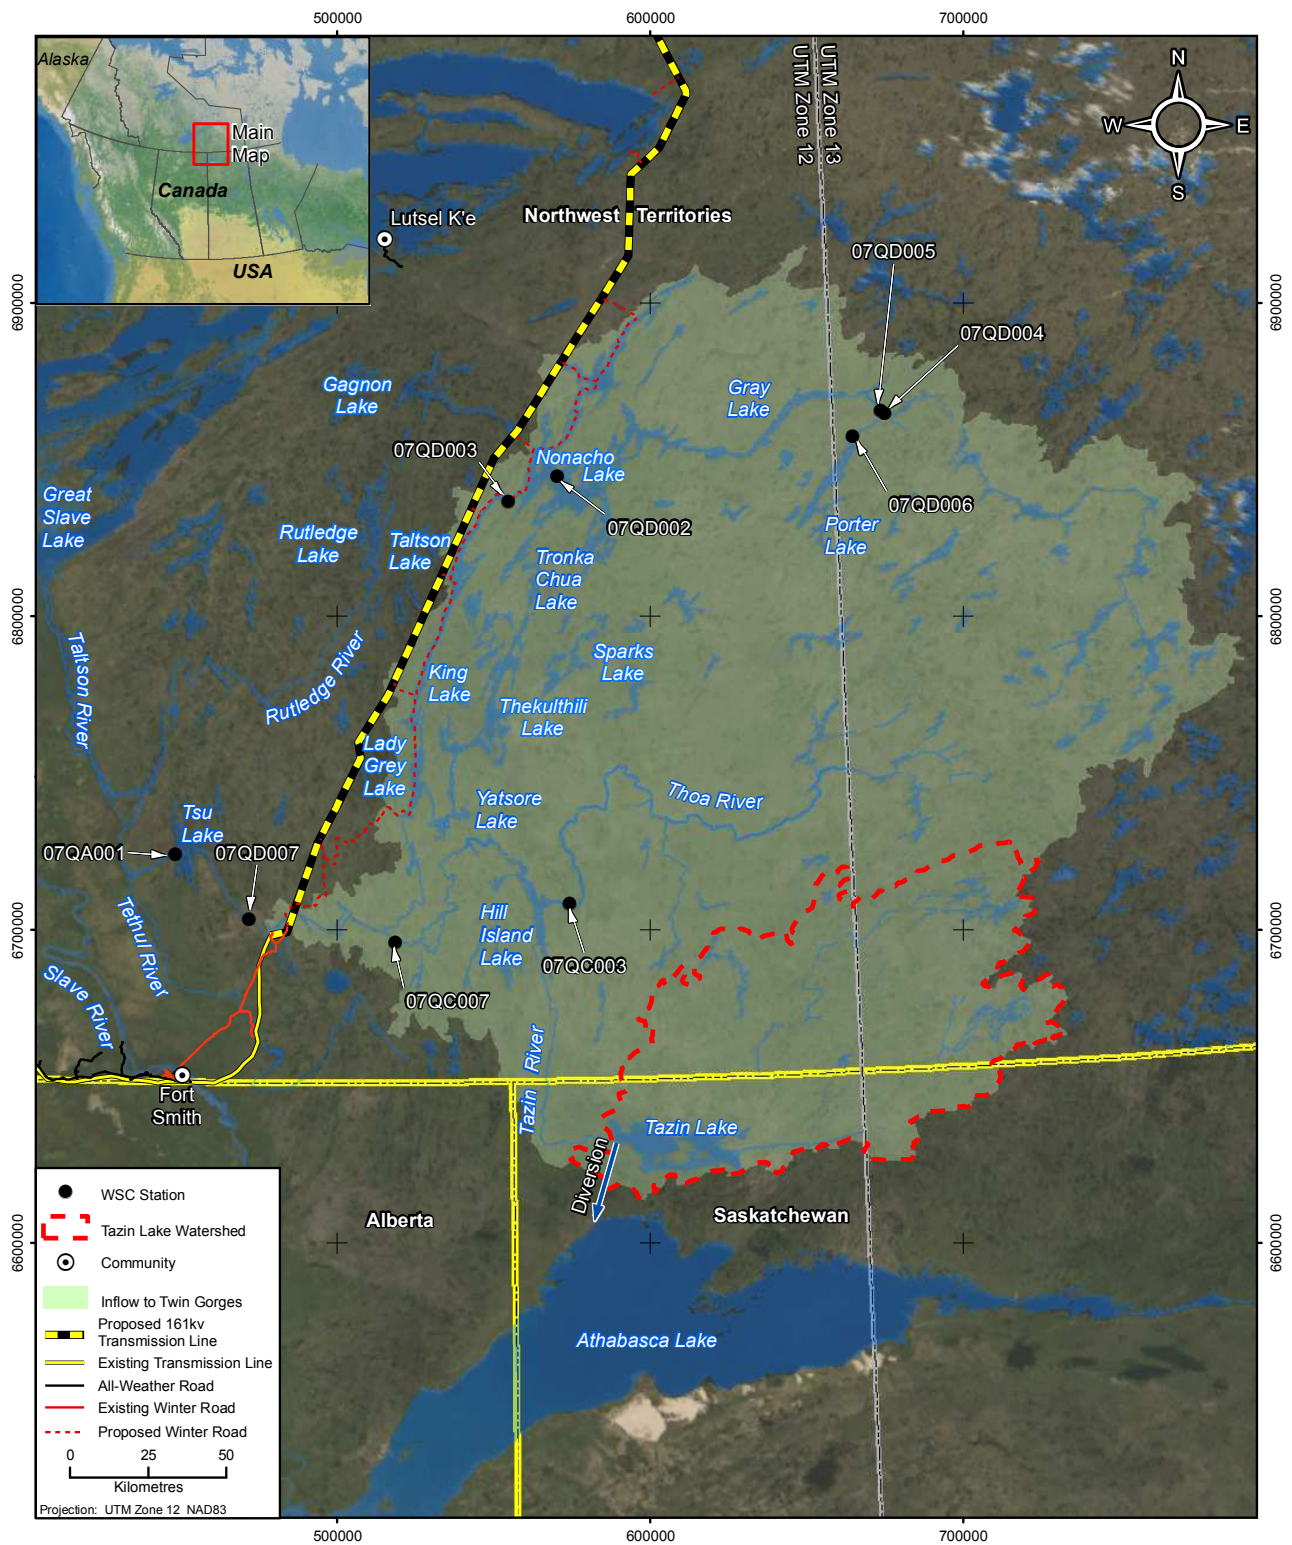 500000
600000
700000
Alaska
Main
Map
Canada
USA
UTM Zone 13
UTM Zone 12
N
W
E
S
Lutsel K'e
Northwest Territories
07QD005
6900000
6900000
07QD004
Gagnon
Lake
Gray
Lake
07QD003
Nonacho
Lake
Great
Slave
Lake
07QD006
07QD002
Rutledge
Lake
Taltson
Lake
Porter
Lake
Tronka
Chua
Lake
6800000
6800000
Taltson River
Rutledge River
Sparks
Lake
King
Lake
Thekulthili
Lake
Lady
Grey
Lake
Yatsore
Lake
Thoa River
Tsu
Lake
07QA001
07QD007
Tethul River
Hill
Island
Lake
6700000
6700000
07QC003
07QC007
Slave River
Tazin River
Fort
Smith
Tazin Lake
Diversion
Alberta
Saskatchewan
6600000
6600000
Athabasca Lake
WSC Station
Tazin Lake Watershed
Community
Inflow to Twin Gorges
Proposed 161kv
Transmission Line
Existing Transmission Line
All-Weather Road
Existing Winter Road
Proposed Winter Road
0 25 50
Kilometres
Projection: UTM Zone 12 NAD83
500000
600000
700000